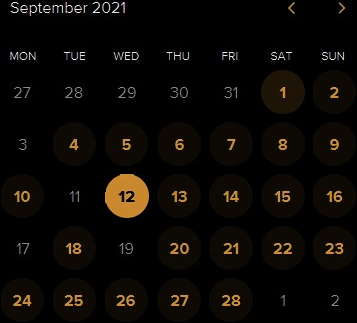 September 2021
MON TUE WED THU FRI SAT SUN
27 28 29 30 31 1 2
3 4 5 6 7 8 9
10 11 12 13 14 15 16
17 18 19 20 21 22 23
24 25 26 27 28 1 2